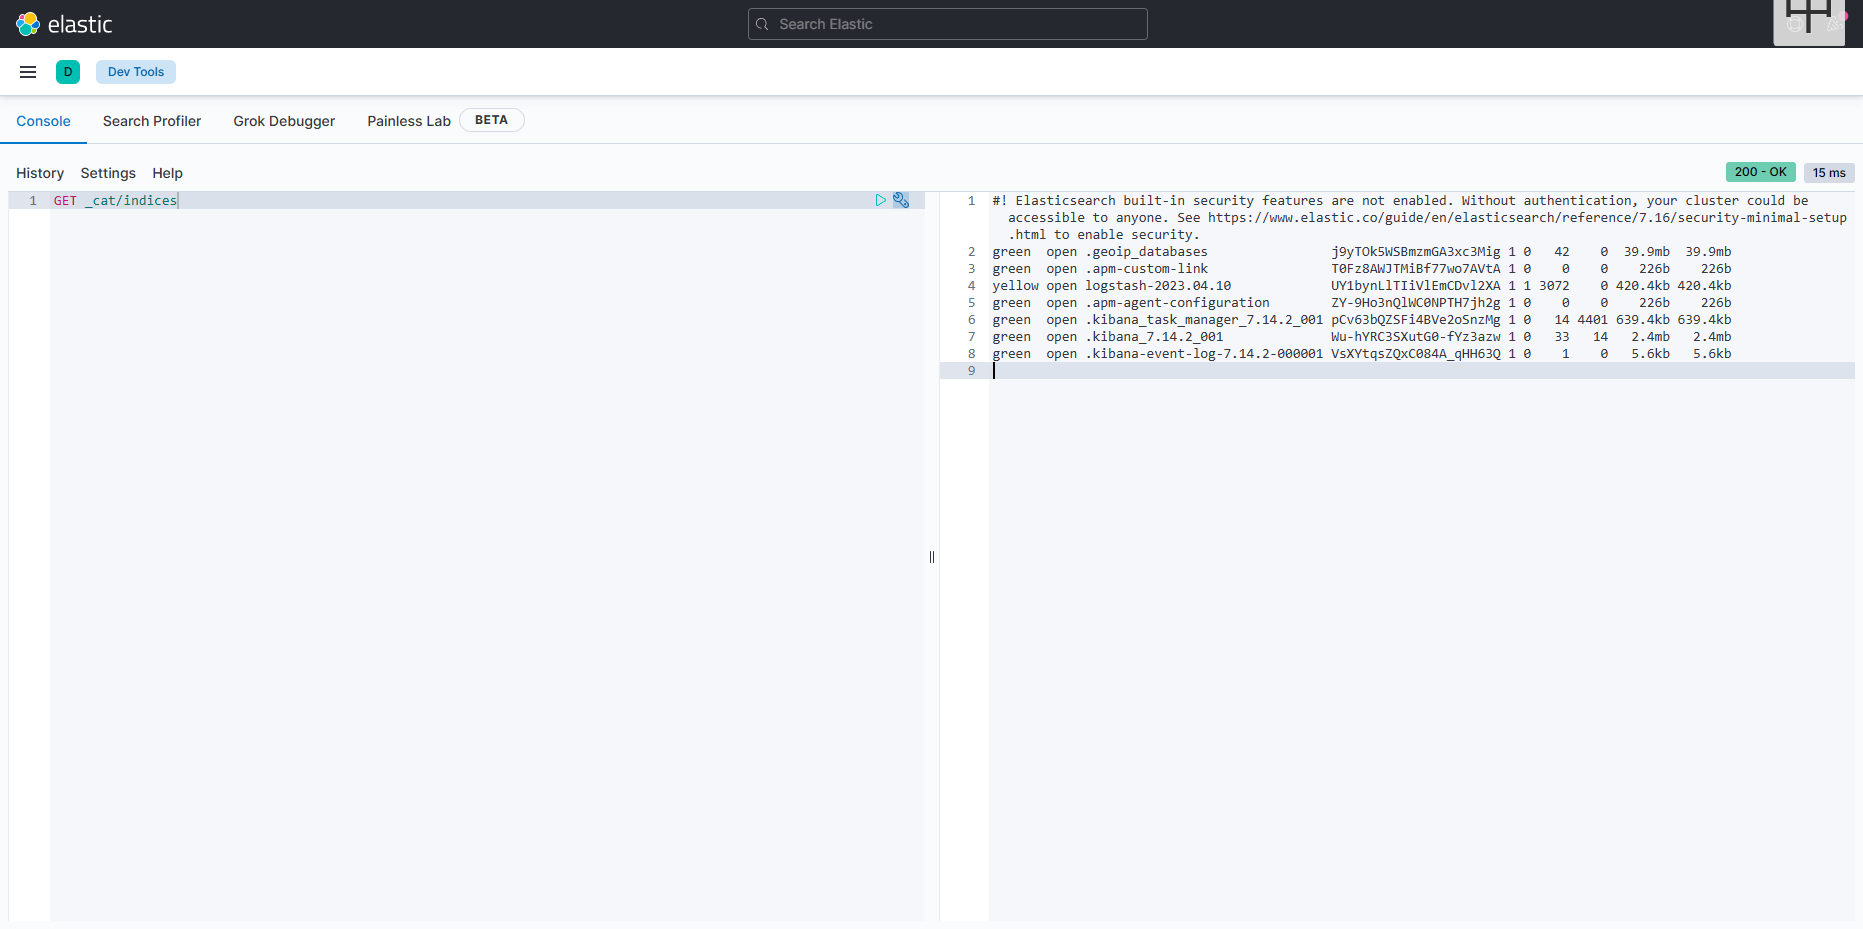 elastic
Search Elastic
中
D
Dev Tools
Console
Search Profiler
Grok Debugger
Painless Lab
BETA
History
Settings
Help
200 - OK
15 ms
1 GET _cat/indices
1 #! Elasticsearch built-in security features are not enabled. Without authentication, your cluster could be
accessible to anyone. See https://www.elastic.co/guide/en/elasticsearch/reference/7.16/security-minimal-setup
.html to enable security.
2 green  open .geoip_databases                j9yTOk5WSBmzmGA3xc3Mig 1 0   42    0  39.9mb  39.9mb
3 green  open .apm-custom-link                T0Fz8AWJTMiBf77wo7AVtA 1 0    0    0    226b    226b
4 yellow open logstash-2023.04.10             UY1bynLlTIiVlEmCDvl2XA 1 1 3072    0 420.4kb 420.4kb
5 green  open .apm-agent-configuration        ZY-9Ho3nQlWC0NPTH7jh2g 1 0    0    0    226b    226b
6 green  open .kibana_task_manager_7.14.2_001 pCv63bQZSFi4BVe2oSnzMg 1 0   14 4401 639.4kb 639.4kb
7 green  open .kibana_7.14.2_001              Wu-hYRC3SXutG0-fYz3azw 1 0   33   14   2.4mb   2.4mb
8 green  open .kibana-event-log-7.14.2-000001 VsXYtqsZQxC084A_qHH63Q 1 0    1    0   5.6kb   5.6kb
9